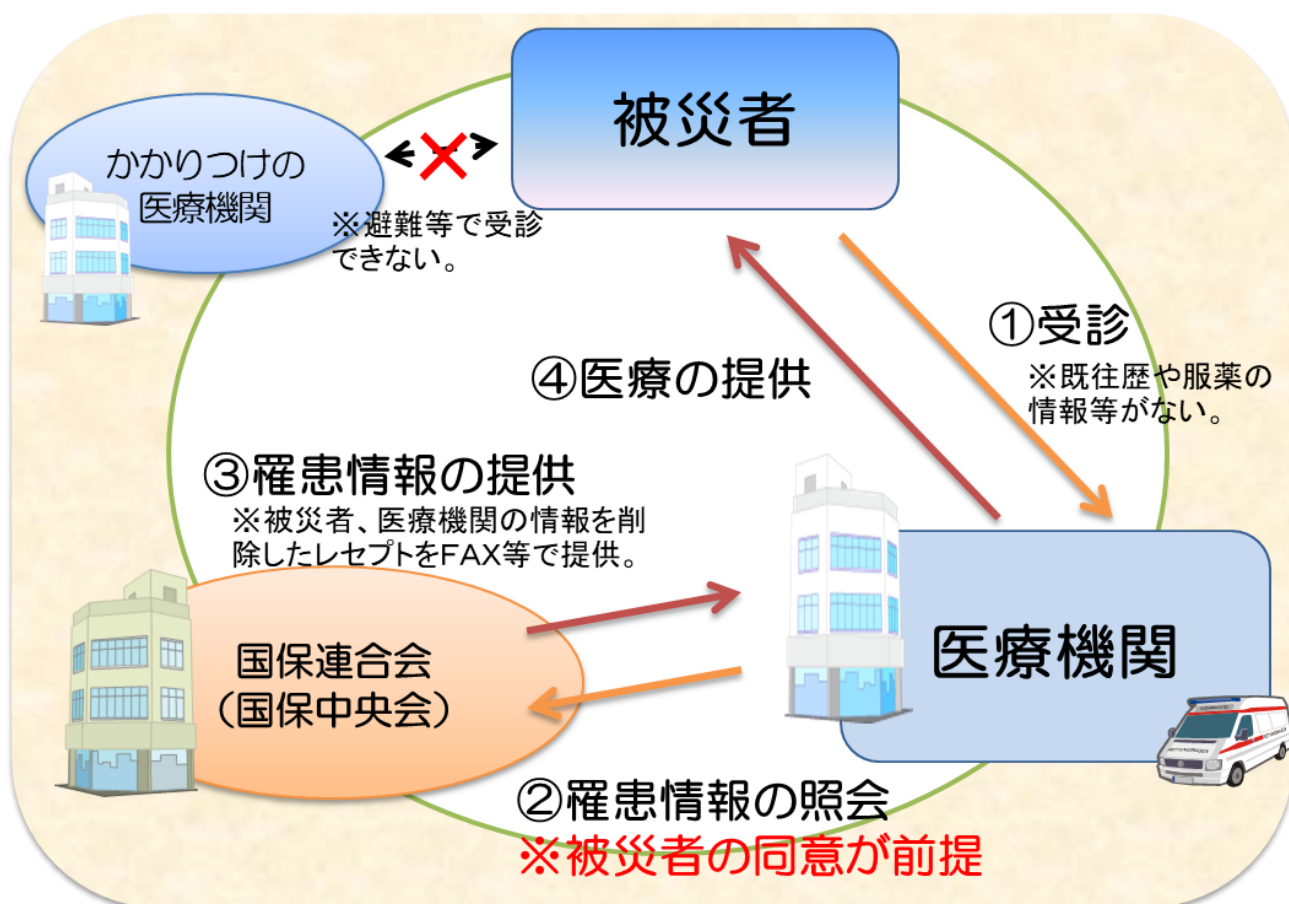 被災者
かかりつけの
医療機関
※避難等で受診
できない。
①受診
※既往歴や服薬の
情報等がない。
④医療の提供
③罹患情報の提供
※被災者、医療機関の情報を削
除したレセプトをFAX等で提供。
国保連合会
（国保中央会）
医療機関
②罹患情報の照会
※被災者の同意が前提